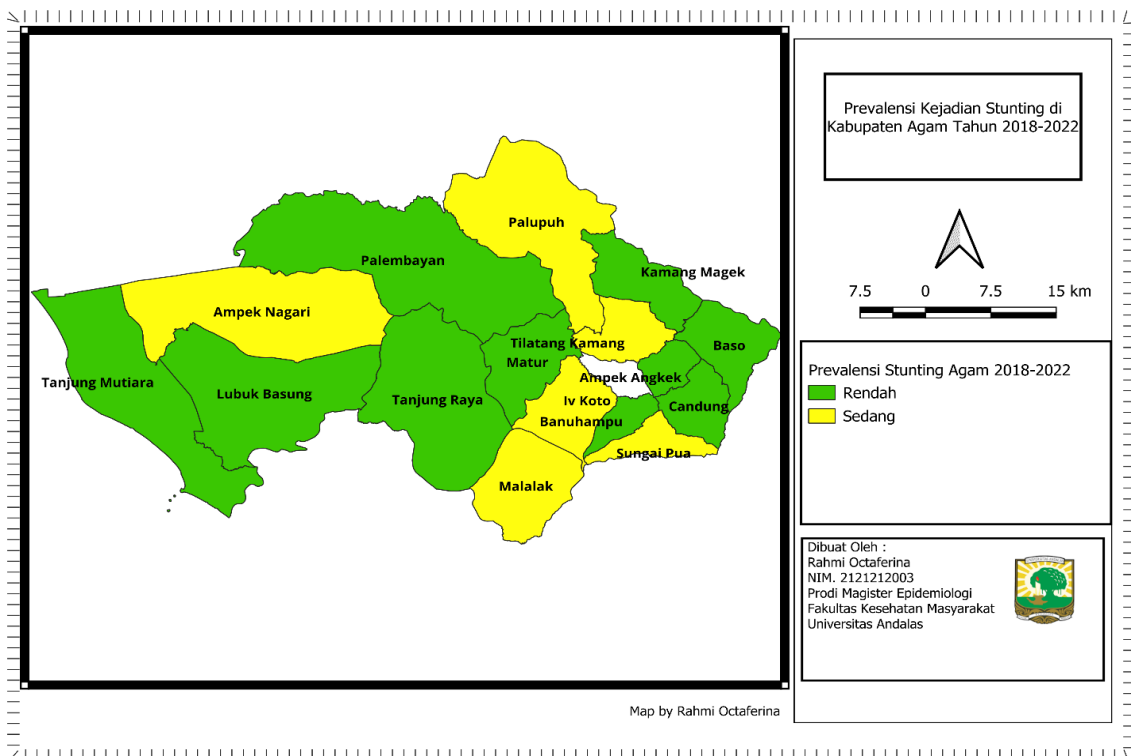 Prevalensi Kejadian Stunting di
Kabupaten Agam Tahun 2018-2022
Palupuh
Palembayan
Kamang Magek
7.5 0 7.5 15 km
Ampek Nagari
Tilatang Kamang
Baso
Matur
Prevalensi Stunting Agam 2018-2022
Rendah
Sedang
Tanjung Mutiara
Ampek Angkek
Lubuk Basung
Tanjung Raya
Iv Koto
Candung
Banuhampu
Sungai Pua
Malalak
Dibuat Oleh :
Rahmi Octaferina
NIM. 2121212003
Prodi Magister Epidemiologi
Fakultas Kesehatan Masyarakat
Universitas Andalas
Map by Rahmi Octaferina